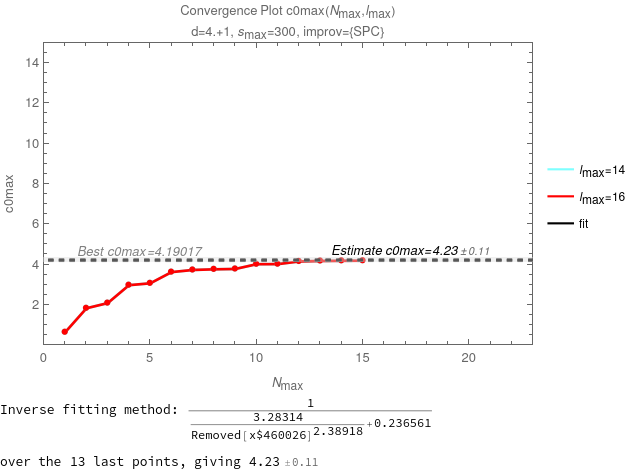 Convergence Plot c0max(Nmax,lmax)
d=4.+1, smax=300, improv={SPC}
14
12
10
8
6
4
2
c0max
Best c0max=4.19017
Estimate c0max=4.23 ±0.11
lmax=14
lmax=16
fit
0 5 10 15 20
Nmax
Inverse fitting method:
1
3.28314
Removed[x$460026]2.38918
+0.236561
over the 13 last points, giving 4.23 ±0.11